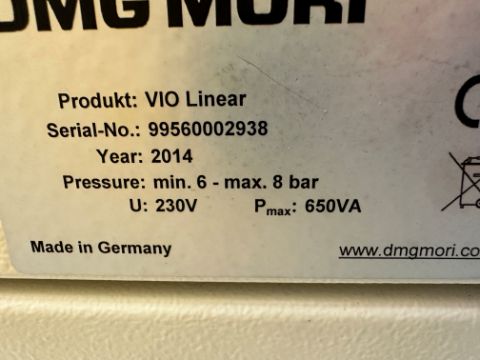 DMG MORI
Produkt: VIO Linear
Serial-No.: 99560002938
Year: 2014
Pressure: min. 6 - max. 8 bar
U: 230V Pmax: 650VA
Made in Germany www.dmgmori.co